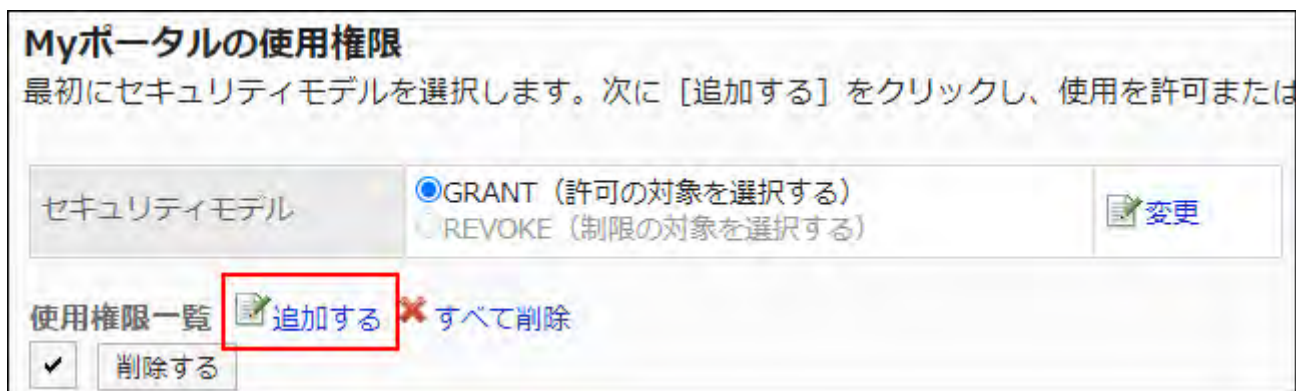 Myポータルの使用権限
最初にセキュリティモデルを選択します。次に［追加する］をクリックし、使用を許可または
セキュリティモデル
GRANT（許可の対象を選択する）
REVOKE（制限の対象を選択する）
変更
使用権限一覧 追加する すべて削除
削除する